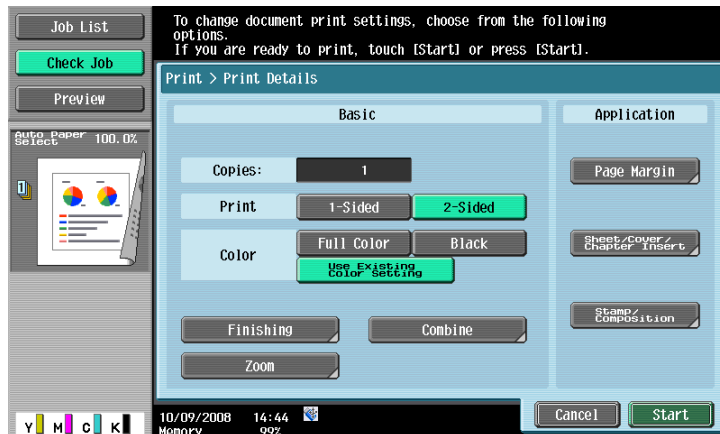 Job List
Check Job
Preview
Auto Paper Select 100.0%
1
Y M C K
To change document print settings, choose from the following
options.
If you are ready to print, touch [Start] or press [Start].
Print > Print Details
Basic
Copies: 1
Print 1-Sided 2-Sided
Color Full Color Black
Use Existing
Color Setting
Finishing Combine
Zoom
Application
Page Margin
Sheet/Cover/
Chapter Insert
Stamp/
Composition
10/09/2008 14:44
Memory 99%
Cancel Start